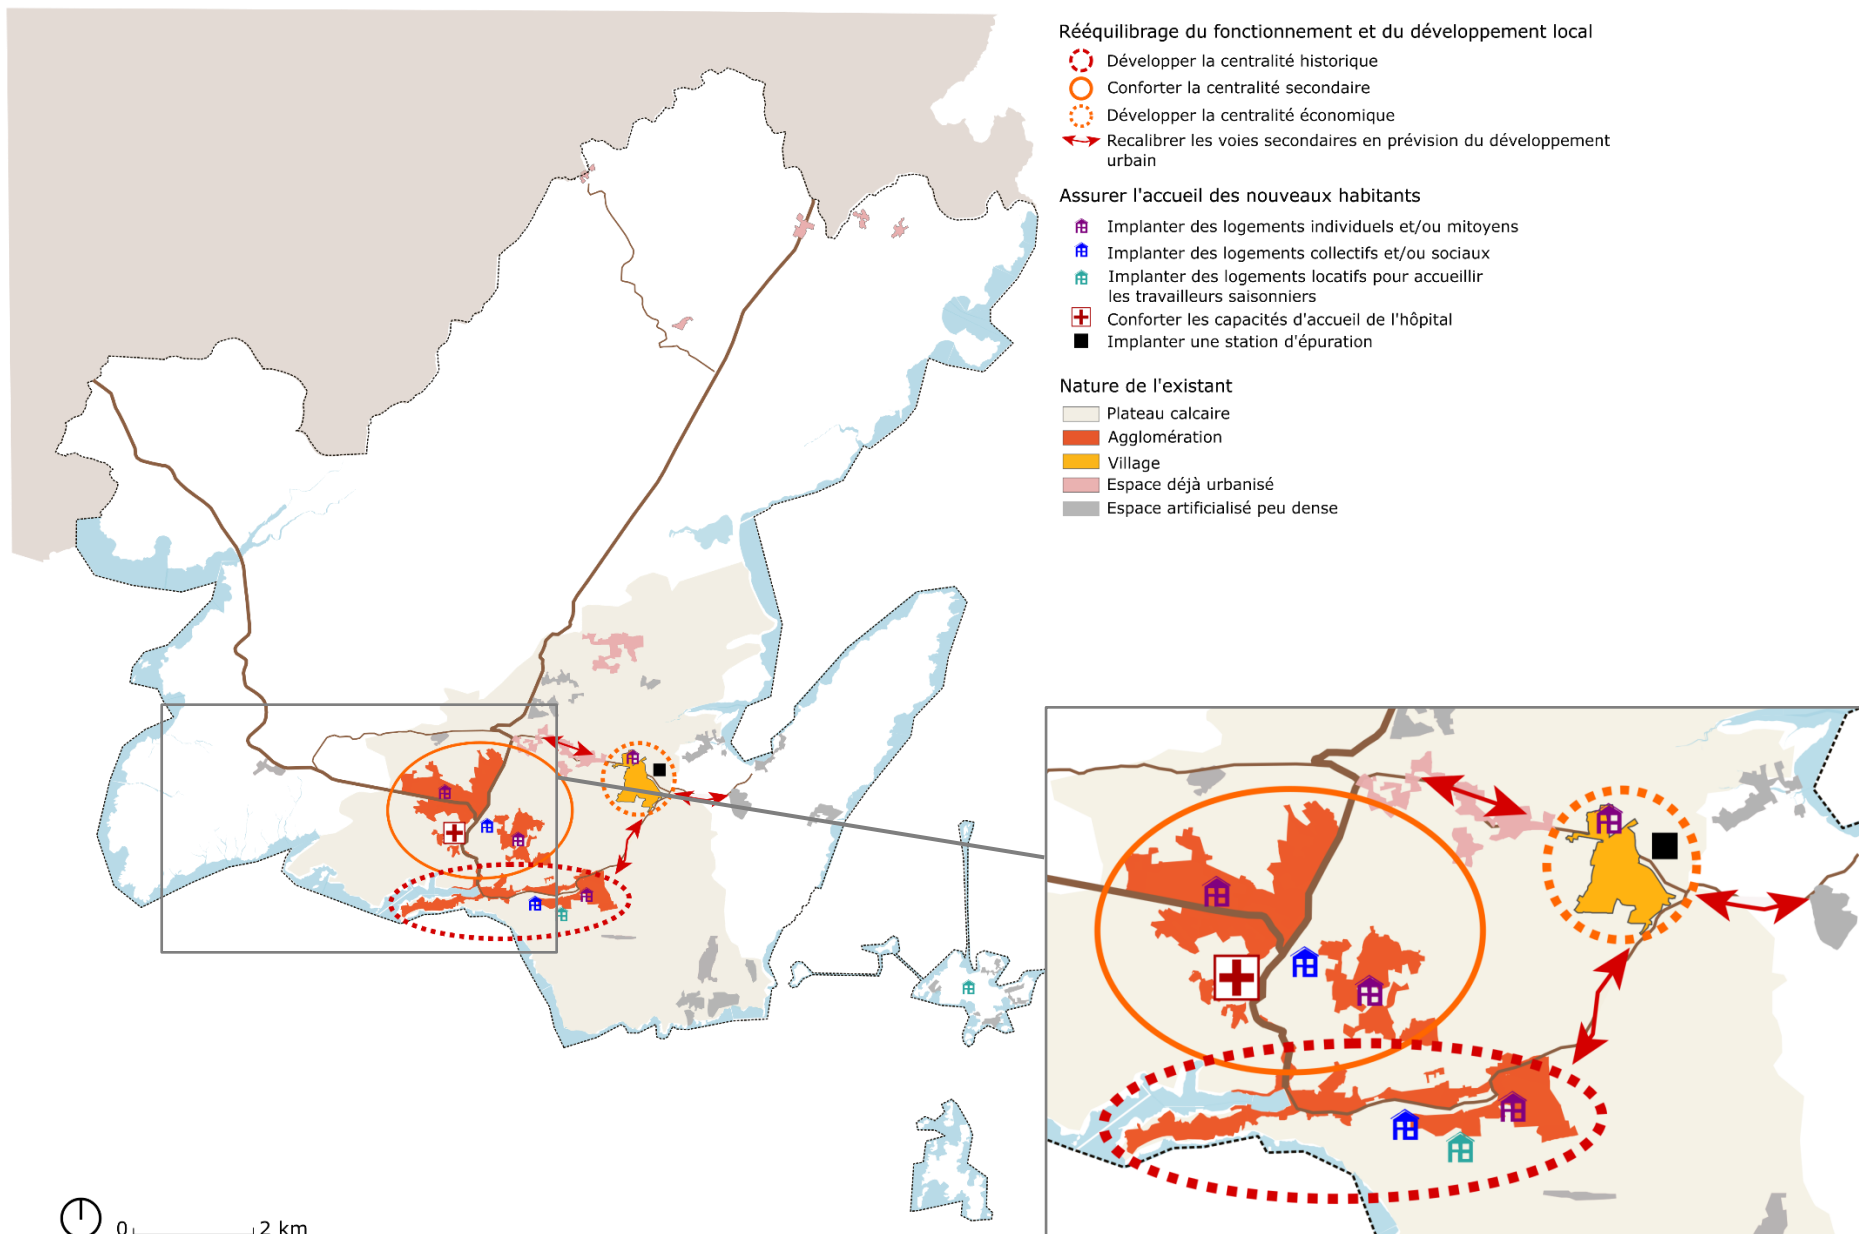 Rééquilibrage du fonctionnement et du développement local
Développer la centralité historique
Conforter la centralité secondaire
Développer la centralité économique
Recalibrer les voies secondaires en prévision du développement
urbain
Assurer l'accueil des nouveaux habitants
Implanter des logements individuels et/ou mitoyens
Implanter des logements collectifs et/ou sociaux
Implanter des logements locatifs pour accueillir
les travailleurs saisonniers
Conforter les capacités d'accueil de l'hôpital
Implanter une station d'épuration
Nature de l'existant
Plateau calcaire
Agglomération
Village
Espace déjà urbanisé
Espace artificialisé peu dense
0 2 km